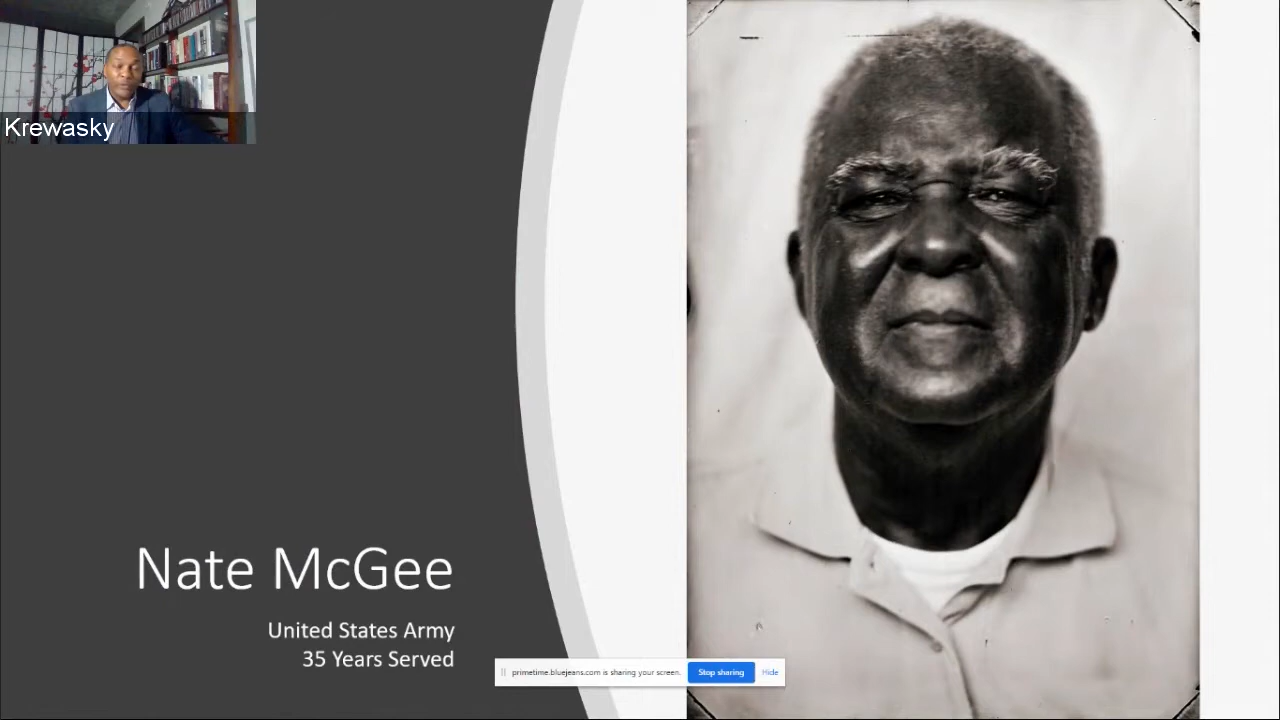 Krewasky
Nate McGee
United States Army
35 Years Served
primetime.bluejeans.com is sharing your screen.
Stop sharing
Hide